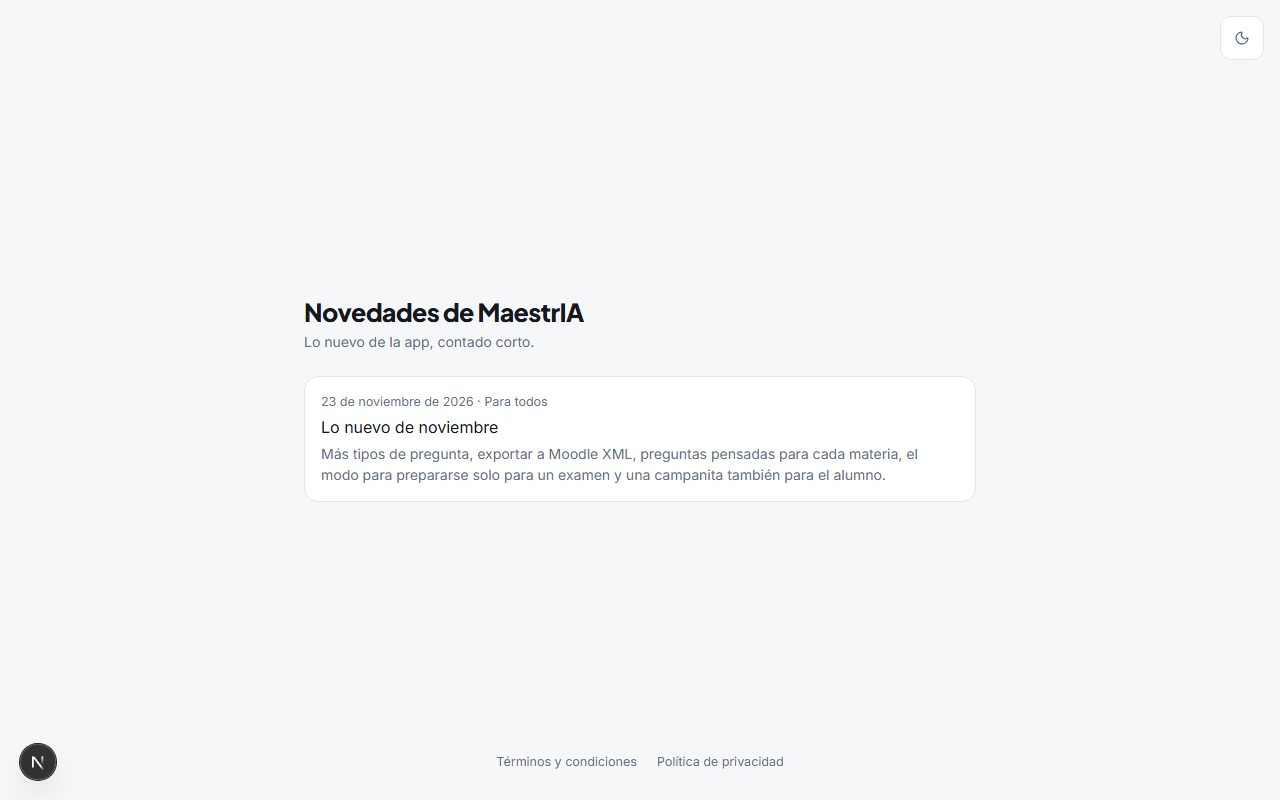 Novedades de MaestrIA
Lo nuevo de la app, contado corto.
23 de noviembre de 2026 · Para todos
Lo nuevo de noviembre
Más tipos de pregunta, exportar a Moodle XML, preguntas pensadas para cada materia, el
modo para prepararse solo para un examen y una campanita también para el alumno.
N
Términos y condiciones Política de privacidad